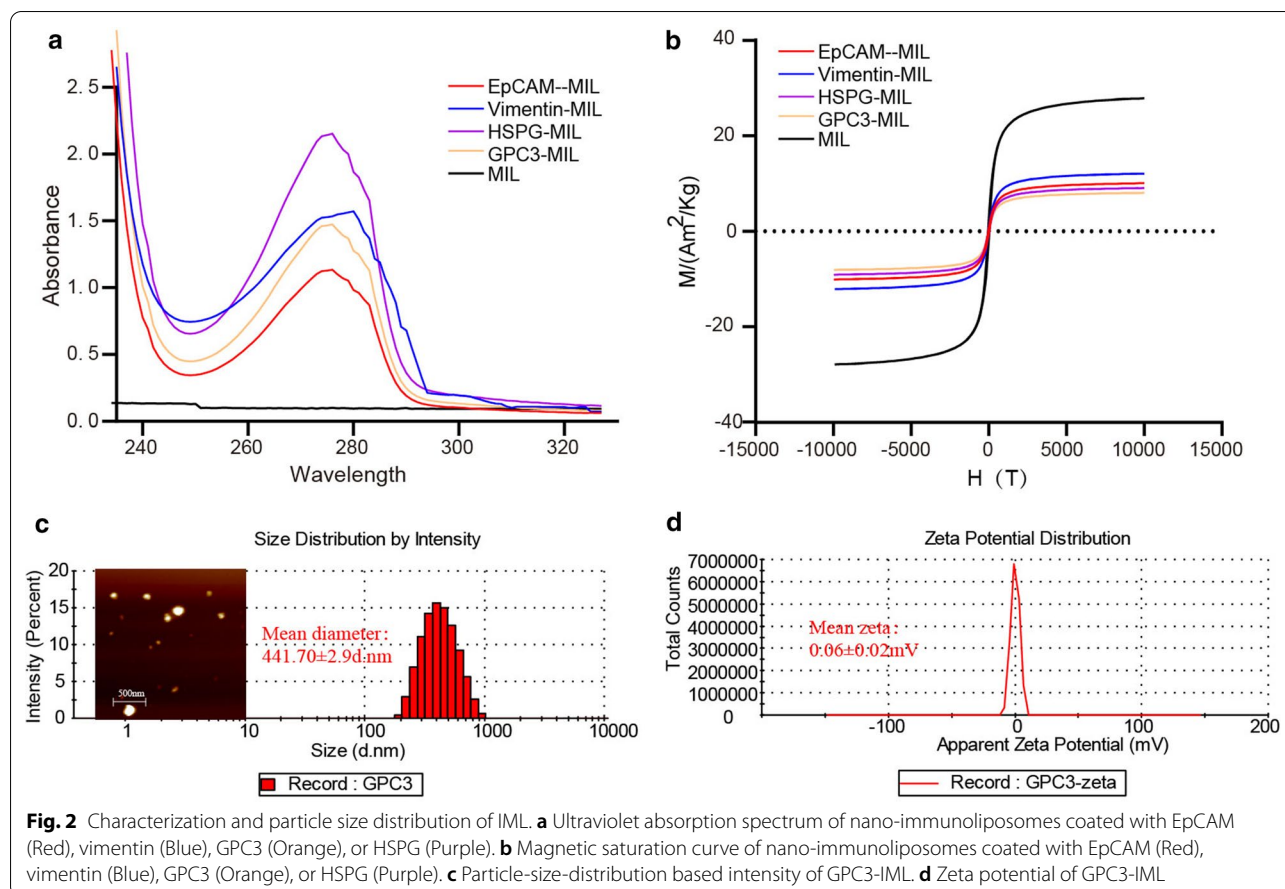 a
2.5
2.0
1.5
1.0
0.5
0.0
Absorbance
240 260 280 300 320
Wavelength
EpCAM--MIL
Vimentin-MIL
HSPG-MIL
GPC3-MIL
MIL
b
EpCAM--MIL
Vimentin-MIL
HSPG-MIL
GPC3-MIL
MIL
40
20
0
-20
-40
M/(Am²/Kg)
-15000 -10000 -5000 0 5000 10000 15000
H (T)
c
Size Distribution by Intensity
20
15
10
5
0
Intensity (Percent)
500nm
Mean diameter:
441.70±2.9d.nm
1 10 100 1000 10000
Size (d.nm)
Record : GPC3
d
Zeta Potential Distribution
7000000
6000000
5000000
4000000
3000000
2000000
1000000
0
Total Counts
Mean zeta:
0.06±0.02mV
-100 0 100 200
Apparent Zeta Potential (mV)
Record : GPC3-zeta
Fig. 2 Characterization and particle size distribution of IML. a Ultraviolet absorption spectrum of nano-immunoliposomes coated with EpCAM
(Red), vimentin (Blue), GPC3 (Orange), or HSPG (Purple). b Magnetic saturation curve of nano-immunoliposomes coated with EpCAM (Red),
vimentin (Blue), GPC3 (Orange), or HSPG (Purple). c Particle-size-distribution based intensity of GPC3-IML. d Zeta potential of GPC3-IML